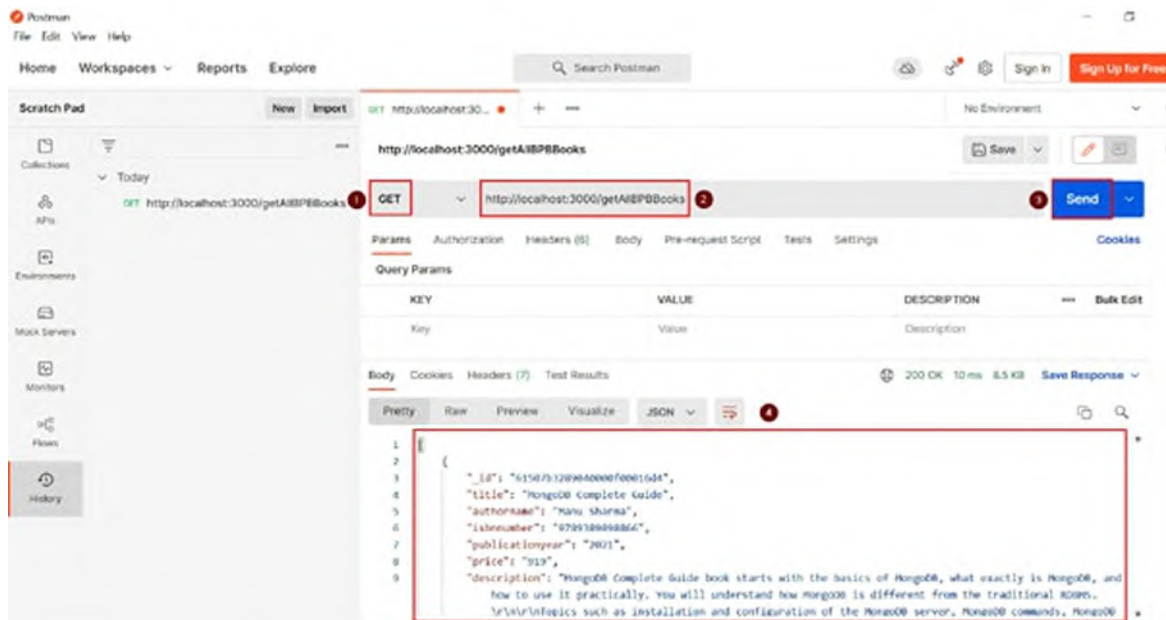 Postman
File Edit View Help
Home Workspaces Reports Explore
Search Postman
Sign In
Sign Up for Free
Scratch Pad
New Import
GET http://localhost:30...
No Environment
Collections
APIs
Environments
Mock Servers
Monitors
Flows
History
Today
GET http://localhost:3000/getAllBPBBooks
http://localhost:3000/getAllBPBBooks
Save
1 GET
http://localhost:3000/getAllBPBBooks 2
3 Send
Params Authorization Headers (6) Body Pre-request Script Tests Settings
Cookies
Query Params
KEY VALUE DESCRIPTION Bulk Edit
Key Value Description
Body Cookies Headers (7) Test Results
200 OK 10 ms 8.5 KB Save Response
Pretty Raw Preview Visualize JSON 4
1 [
2 {
3 "_id":
4 "title": "MongoDB Complete Guide",
5 "authorname": "Manu Sharma",
6 "isbnnumber": "9789389898866",
7 "publicationyear": "2021",
8 "price": "919",
9 "description": "MongoDB Complete Guide book starts with the basics of MongoDB, what exactly is MongoDB, and
how to use it practically. You will understand how MongoDB is different from the traditional RDBMS.
\r\n\r\nTopics such as installation and configuration of the MongoDB server, MongoDB commands, MongoDB